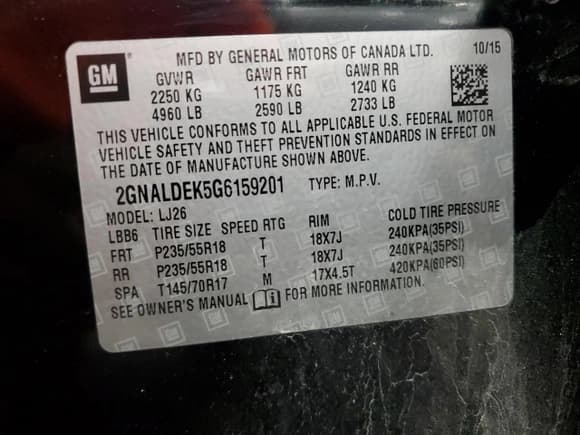 GM
MFD BY GENERAL MOTORS OF CANADA LTD. 10/15
GVWR GAWR FRT GAWR RR
2250 KG 1175 KG 1240 KG
4960 LB 2590 LB 2733 LB
THIS VEHICLE CONFORMS TO ALL APPLICABLE U.S. FEDERAL MOTOR
VEHICLE SAFETY AND THEFT PREVENTION STANDARDS IN EFFECT ON
THE DATE OF MANUFACTURE SHOWN ABOVE.
2GNALDEK5G6159201 TYPE: M.P.V.
MODEL: LJ26
LBB6 TIRE SIZE SPEED RTG RIM COLD TIRE PRESSURE
FRT P235/55R18 T 18X7J 240KPA(35PSI)
RR P235/55R18 T 18X7J 240KPA(35PSI)
SPA T145/70R17 M 17X4.5T 420KPA(60PSI)
SEE OWNER'S MANUAL FOR MORE INFORMATION.